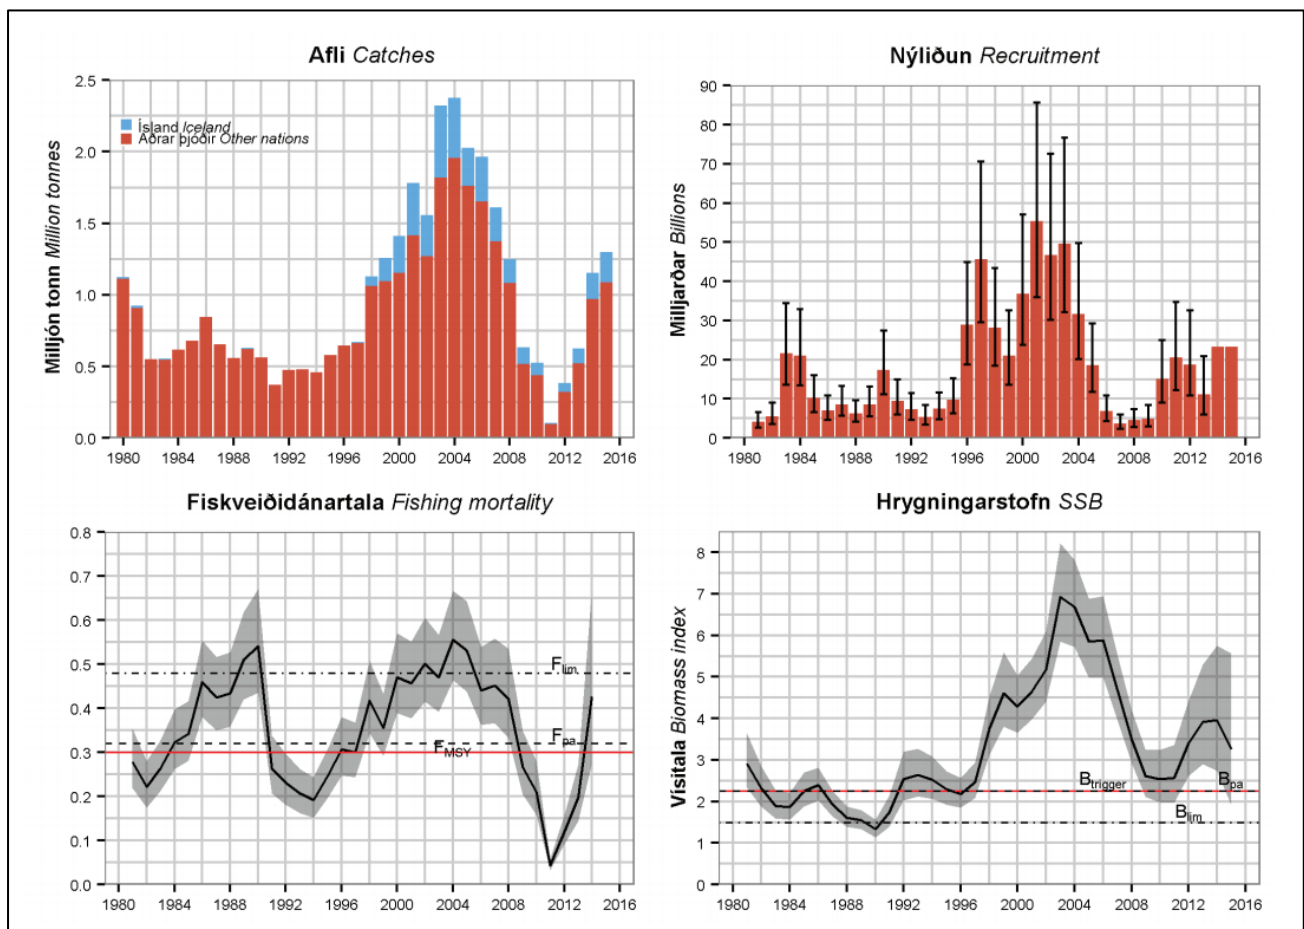 Afli Catches
Milljón tonn Million tonnes
2.5
2.0
1.5
1.0
0.5
0.0
Ísland Iceland
Aðrar þjóðir Other nations
1980 1984 1988 1992 1996 2000 2004 2008 2012 2016
Nýliðun Recruitment
Milljarðar Billions
90
80
70
60
50
40
30
20
10
0
1980 1984 1988 1992 1996 2000 2004 2008 2012 2016
Fiskveiðidánartala Fishing mortality
0.8
0.7
0.6
0.5
0.4
0.3
0.2
0.1
0.0
Flim
Fpa
FMSY
1980 1984 1988 1992 1996 2000 2004 2008 2012 2016
Hrygningarstofn SSB
Vísitala Biomass index
8
7
6
5
4
3
2
1
0
Btrigger
Bpa
Blim
1980 1984 1988 1992 1996 2000 2004 2008 2012 2016